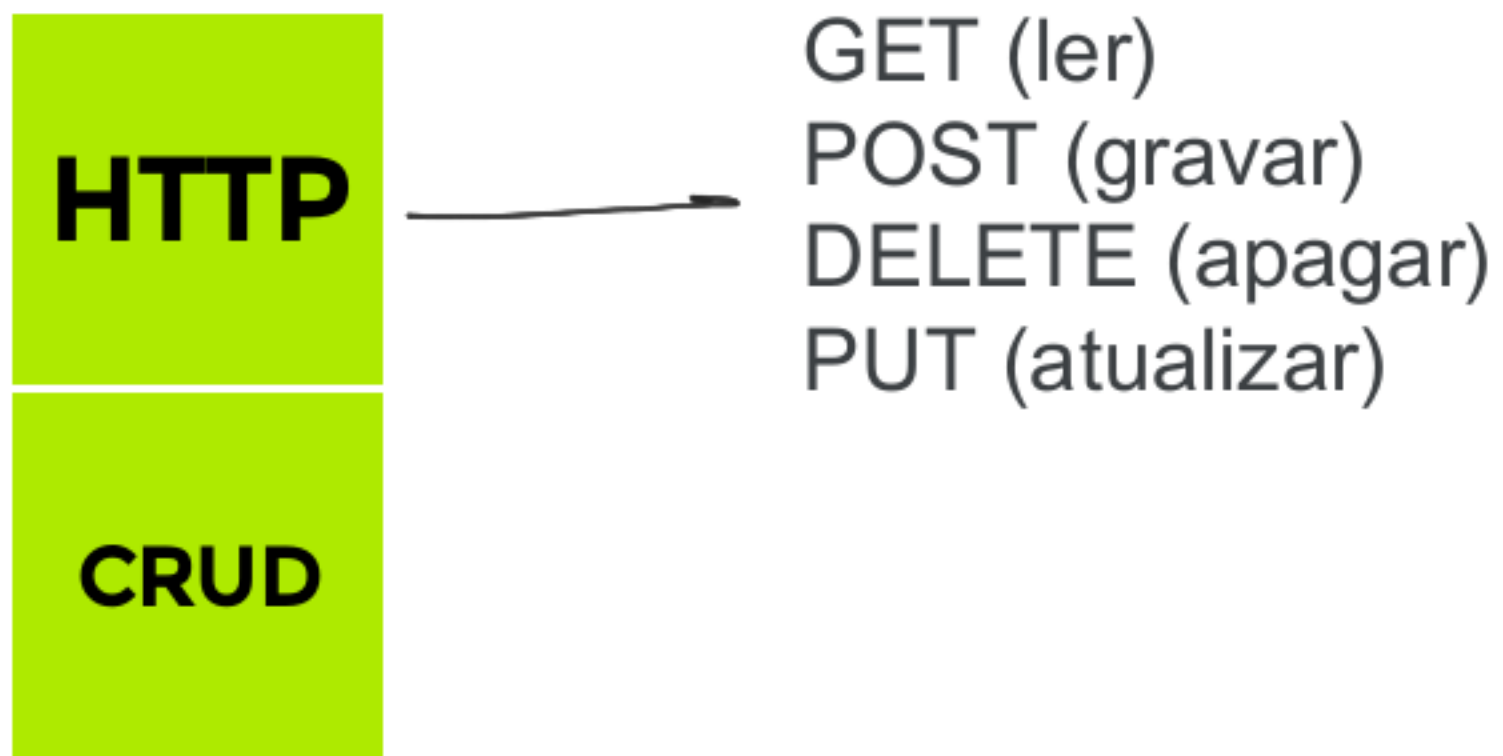 HTTP
GET (ler)
POST (gravar)
DELETE (apagar)
PUT (atualizar)
CRUD